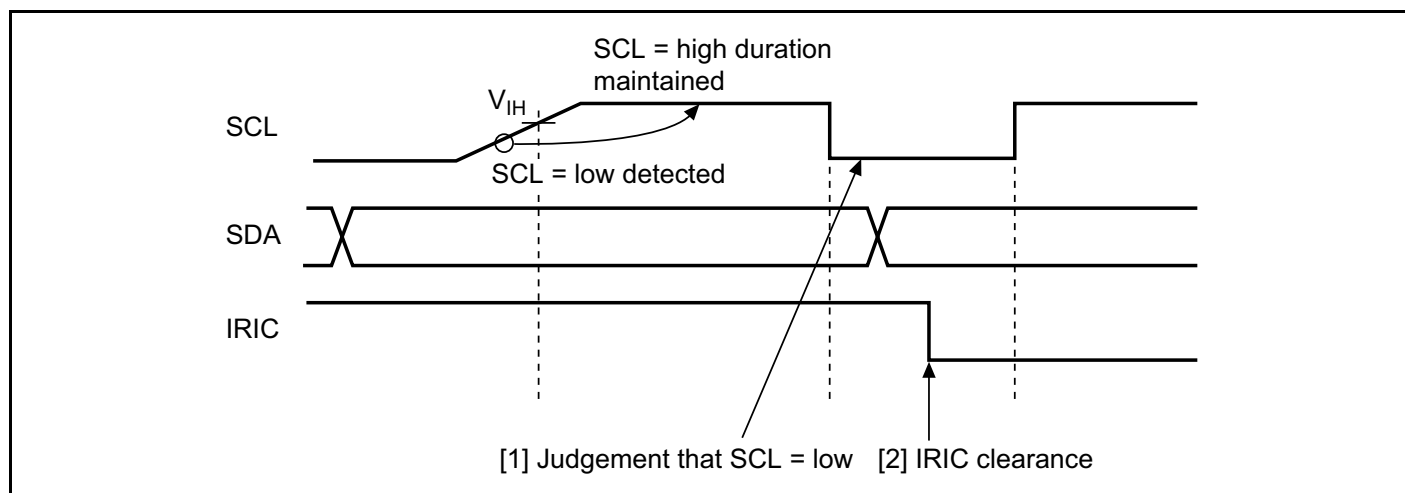 SCL = high duration
maintained
VIH
SCL
SCL = low detected
SDA
IRIC
[1] Judgement that SCL = low
[2] IRIC clearance